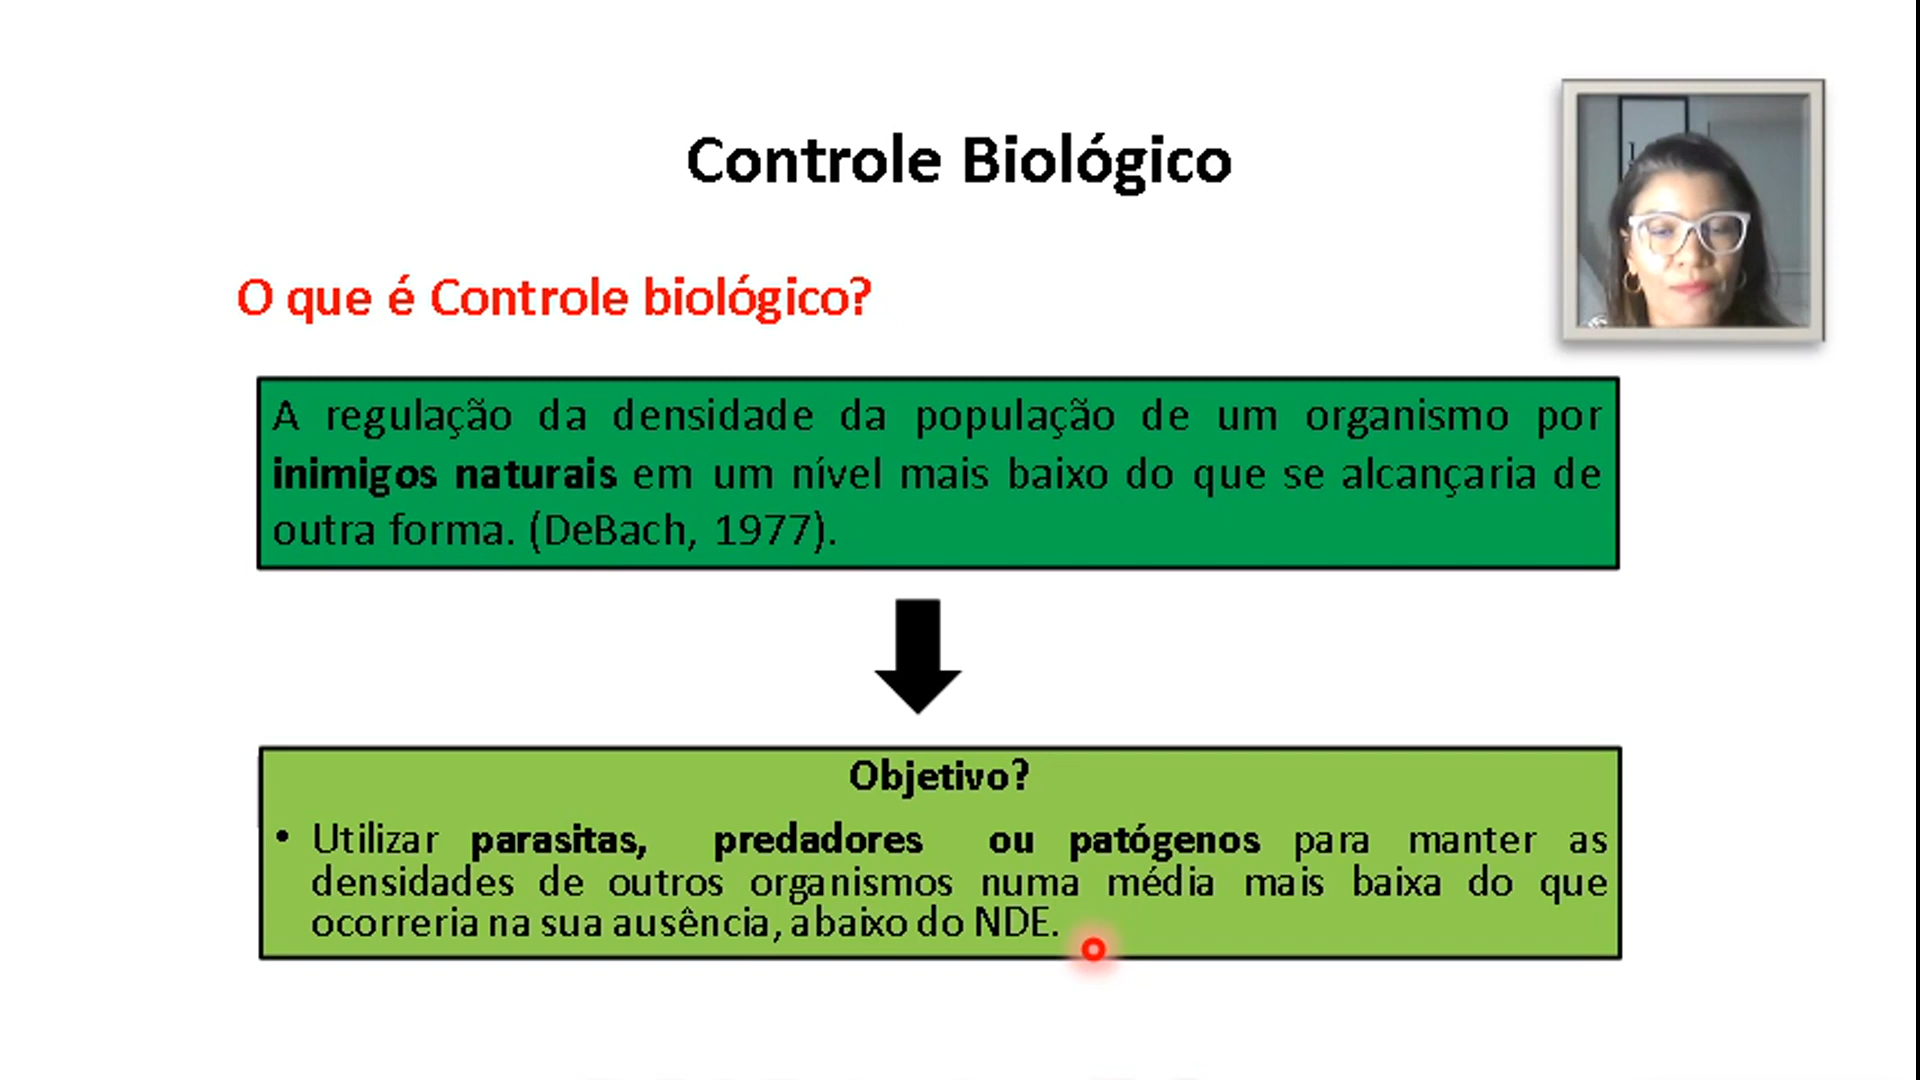 Controle Biológico
O que é Controle biológico?
A regulação da densidade da população de um organismo por
inimigos naturais em um nível mais baixo do que se alcançaria de
outra forma. (DeBach, 1977).
Objetivo?
• Utilizar parasitas, predadores ou patógenos para manter as
densidades de outros organismos numa média mais baixa do que
ocorreria na sua ausência, abaixo do NDE.